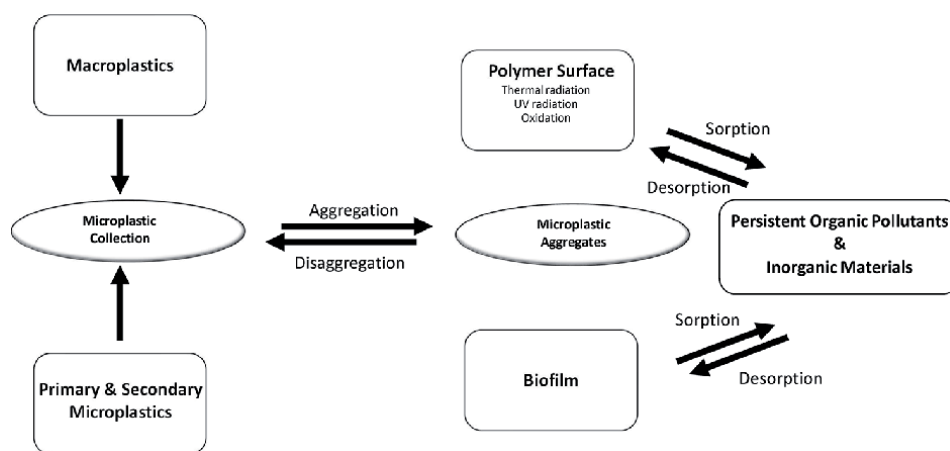 Macroplastics
Microplastic
Collection
Primary & Secondary
Microplastics
Aggregation
Disaggregation
Polymer Surface
Thermal radiation
UV radiation
Oxidation
Microplastic
Aggregates
Biofilm
Sorption
Desorption
Persistent Organic Pollutants
&
Inorganic Materials
Sorption
Desorption